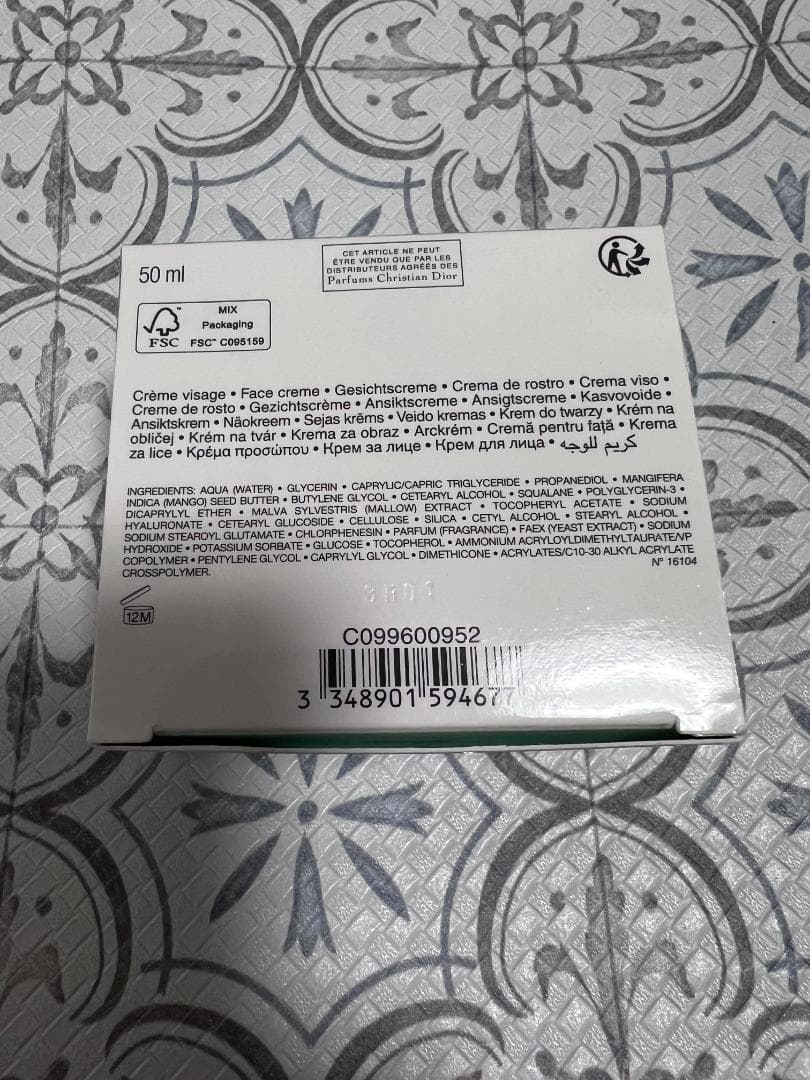 50 ml
CET ARTICLE NE PEUT
ÊTRE VENDU QUE PAR LES
DISTRIBUTEURS AGRÉÉS DES
Parfums Christian Dior
FSC™
MIX
Packaging
FSC™ C095159
Crème visage • Face creme • Gesichtscreme • Crema de rostro • Crema viso •
Creme de rosto • Gezichtscrème • Ansiktscreme • Ansigtscreme • Kasvovoide •
Ansiktskrem • Näokreem • Sejas krēms • Veido kremas • Krem do twarzy • Krém na
obličej • Krém na tvár • Krema za obraz • Arckrém • Cremă pentru faţă • Krema
za lice • Κρέμα προσώπου • Крем за лице • Крем для лица • كريم للوجه
INGREDIENTS: AQUA (WATER) • GLYCERIN • CAPRYLIC/CAPRIC TRIGLYCERIDE • PROPANEDIOL • MANGIFERA
INDICA (MANGO) SEED BUTTER • BUTYLENE GLYCOL • CETEARYL ALCOHOL • SQUALANE • POLYGLYCERIN-3 •
DICAPRYLYL ETHER • MALVA SYLVESTRIS (MALLOW) EXTRACT • TOCOPHERYL ACETATE • SODIUM
HYALURONATE • CETEARYL GLUCOSIDE • CELLULOSE • SILICA • CETYL ALCOHOL • STEARYL ALCOHOL •
SODIUM STEAROYL GLUTAMATE • CHLORPHENESIN • PARFUM (FRAGRANCE) • FAEX (YEAST EXTRACT) • SODIUM
HYDROXIDE • POTASSIUM SORBATE • GLUCOSE • TOCOPHEROL • AMMONIUM ACRYLOYLDIMETHYLTAURATE/VP
COPOLYMER • PENTYLENE GLYCOL • CAPRYLYL GLYCOL • DIMETHICONE • ACRYLATES/C10-30 ALKYL ACRYLATE
CROSSPOLYMER.
N° 16104
12M
C099600952
3 348901 594677